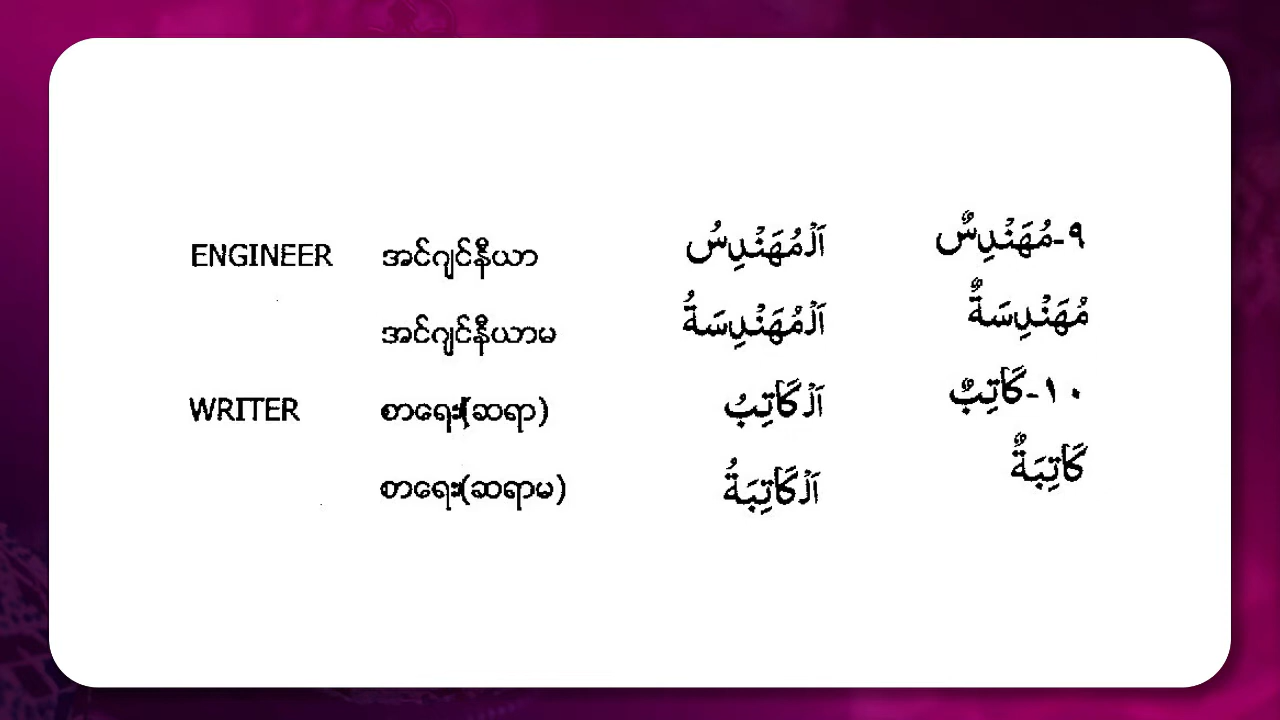 ENGINEER အင်ဂျင်နီယာ اَلْمُهَنْدِسُ ٩-مُهَنْدِسٌ
အင်ဂျင်နီယာမ اَلْمُهَنْدِسَةُ مُهَنْدِسَةٌ
WRITER စာရေး(ဆရာ) اَلْكَاتِبُ ١٠-كَاتِبٌ
စာရေး(ဆရာမ) اَلْكَاتِبَةُ كَاتِبَةٌ